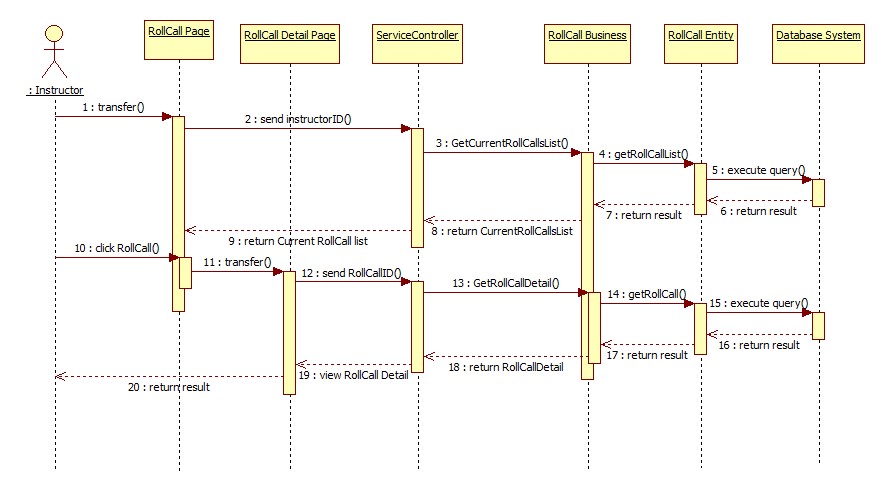 RollCall Page
RollCall Detail Page
ServiceController
RollCall Business
RollCall Entity
Database System
: Instructor
1 : transfer()
2 : send instructorID()
3 : GetCurrentRollCallsList()
4 : getRollCallList()
5 : execute query()
6 : return result
7 : return result
8 : return CurrentRollCallsList
9 : return Current RollCall list
10 : click RollCall()
11 : transfer()
12 : send RollCallID()
13 : GetRollCallDetail()
14 : getRollCall()
15 : execute query()
16 : return result
17 : return result
18 : return RollCallDetail
19 : view RollCall Detail
20 : return result